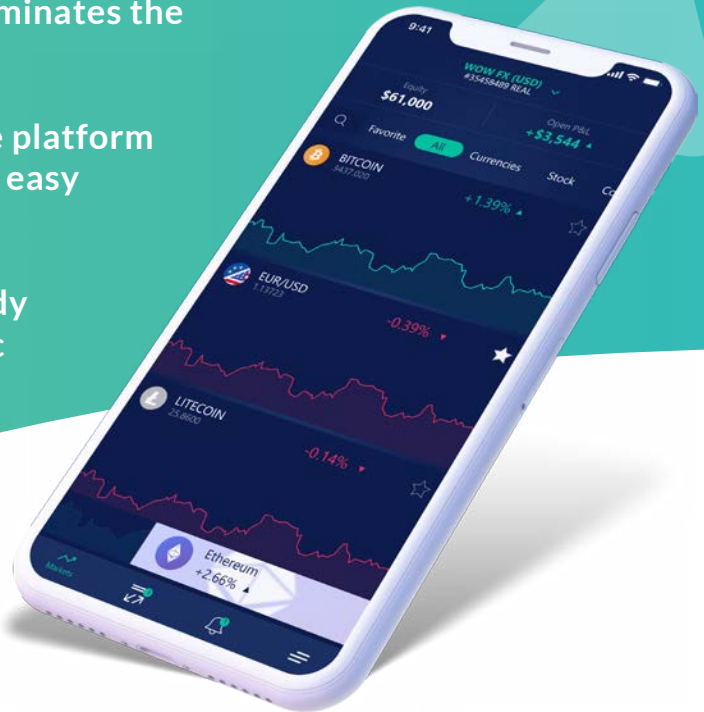 minates the
e platform
easy
dy
c
9:41
WOW FX (USD)
#35458489 REAL
Equity
$61,000
Open P&L
+$3,544
Favorite
All
Currencies
Stock
Co
BITCOIN
5437.020
+1.39%
EUR/USD
1.13723
-0.39%
LITECOIN
25.8600
-0.14%
Ethereum
+2.66%
Markets